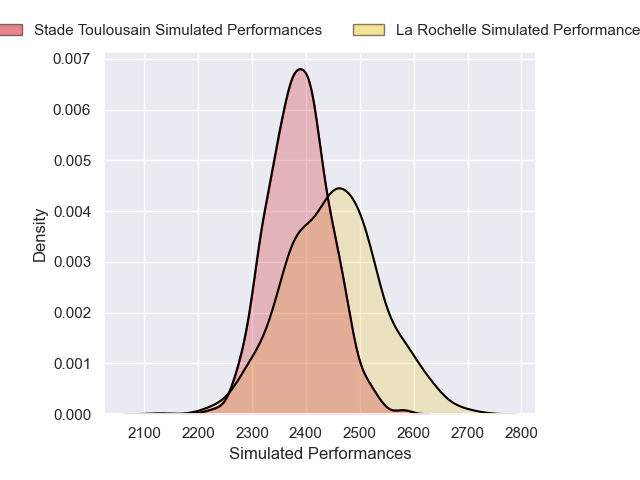 Stade Toulousain Simulated Performances La Rochelle Simulated Performance
0.007
0.006
0.005
0.004
0.003
0.002
0.001
0.000
Density
2100 2200 2300 2400 2500 2600 2700 2800
Simulated Performances